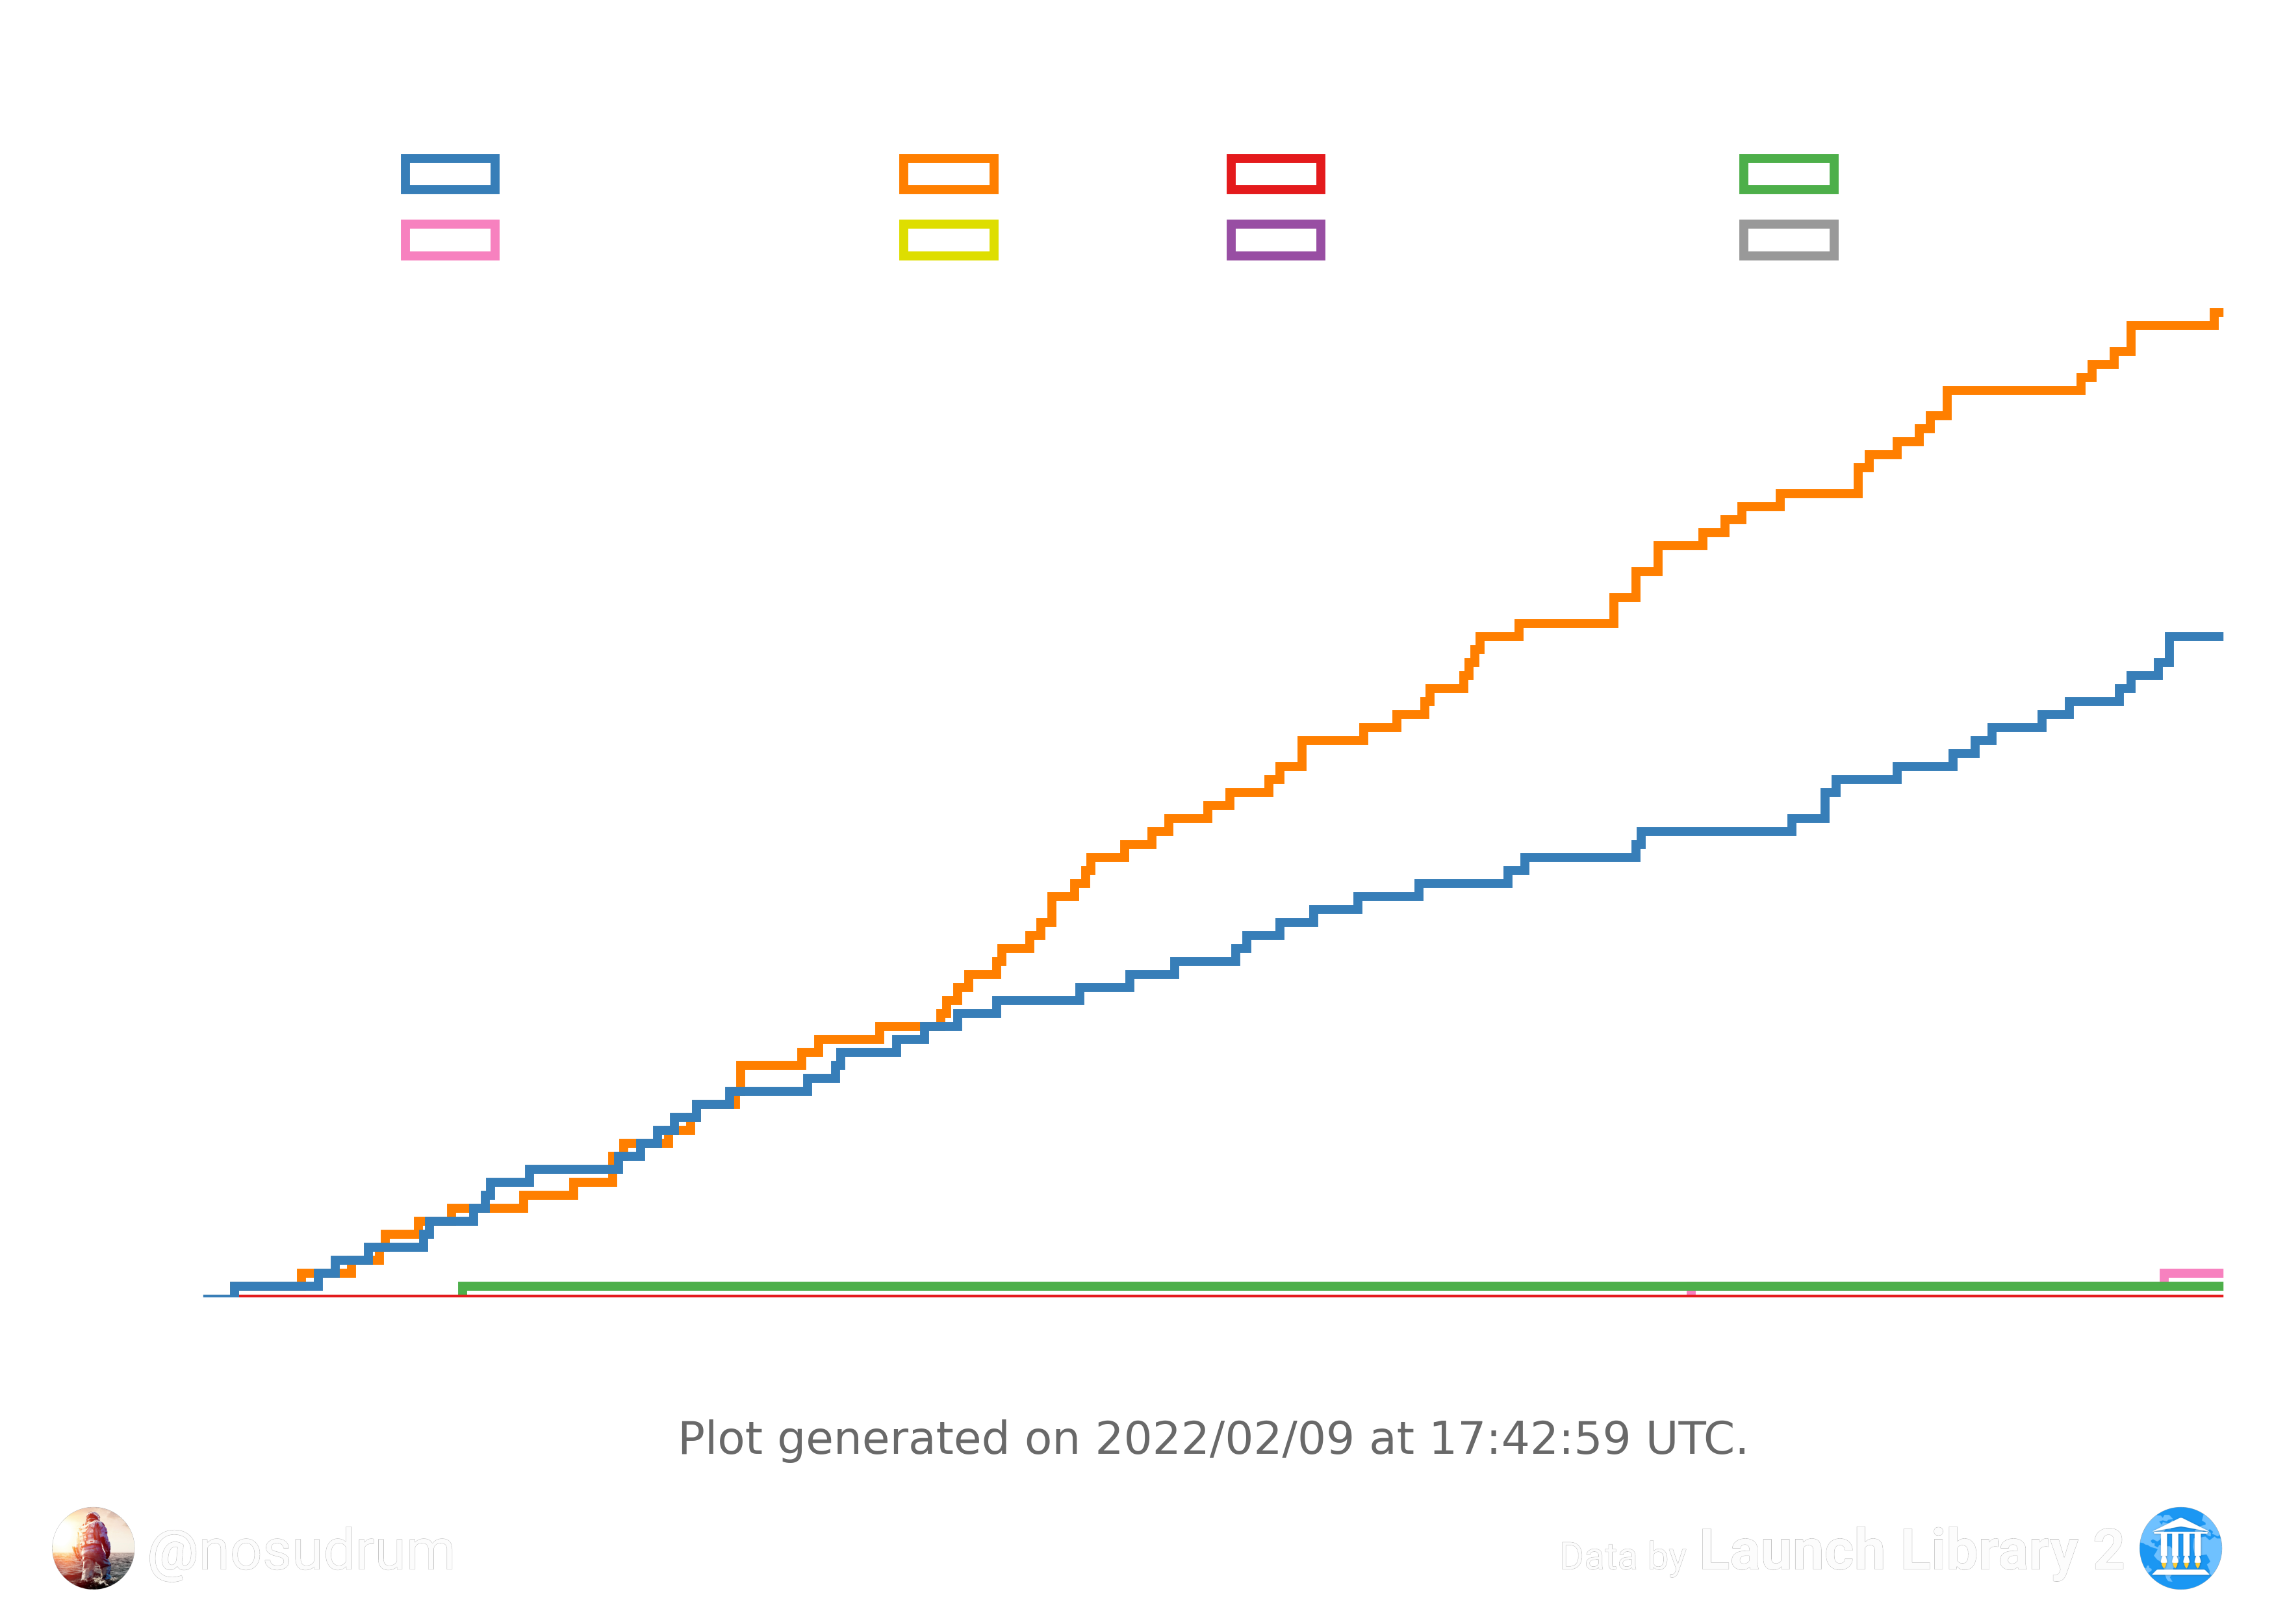 Plot generated on 2022/02/09 at 17:42:59 UTC.
@nosudrum
Data by Launch Library 2